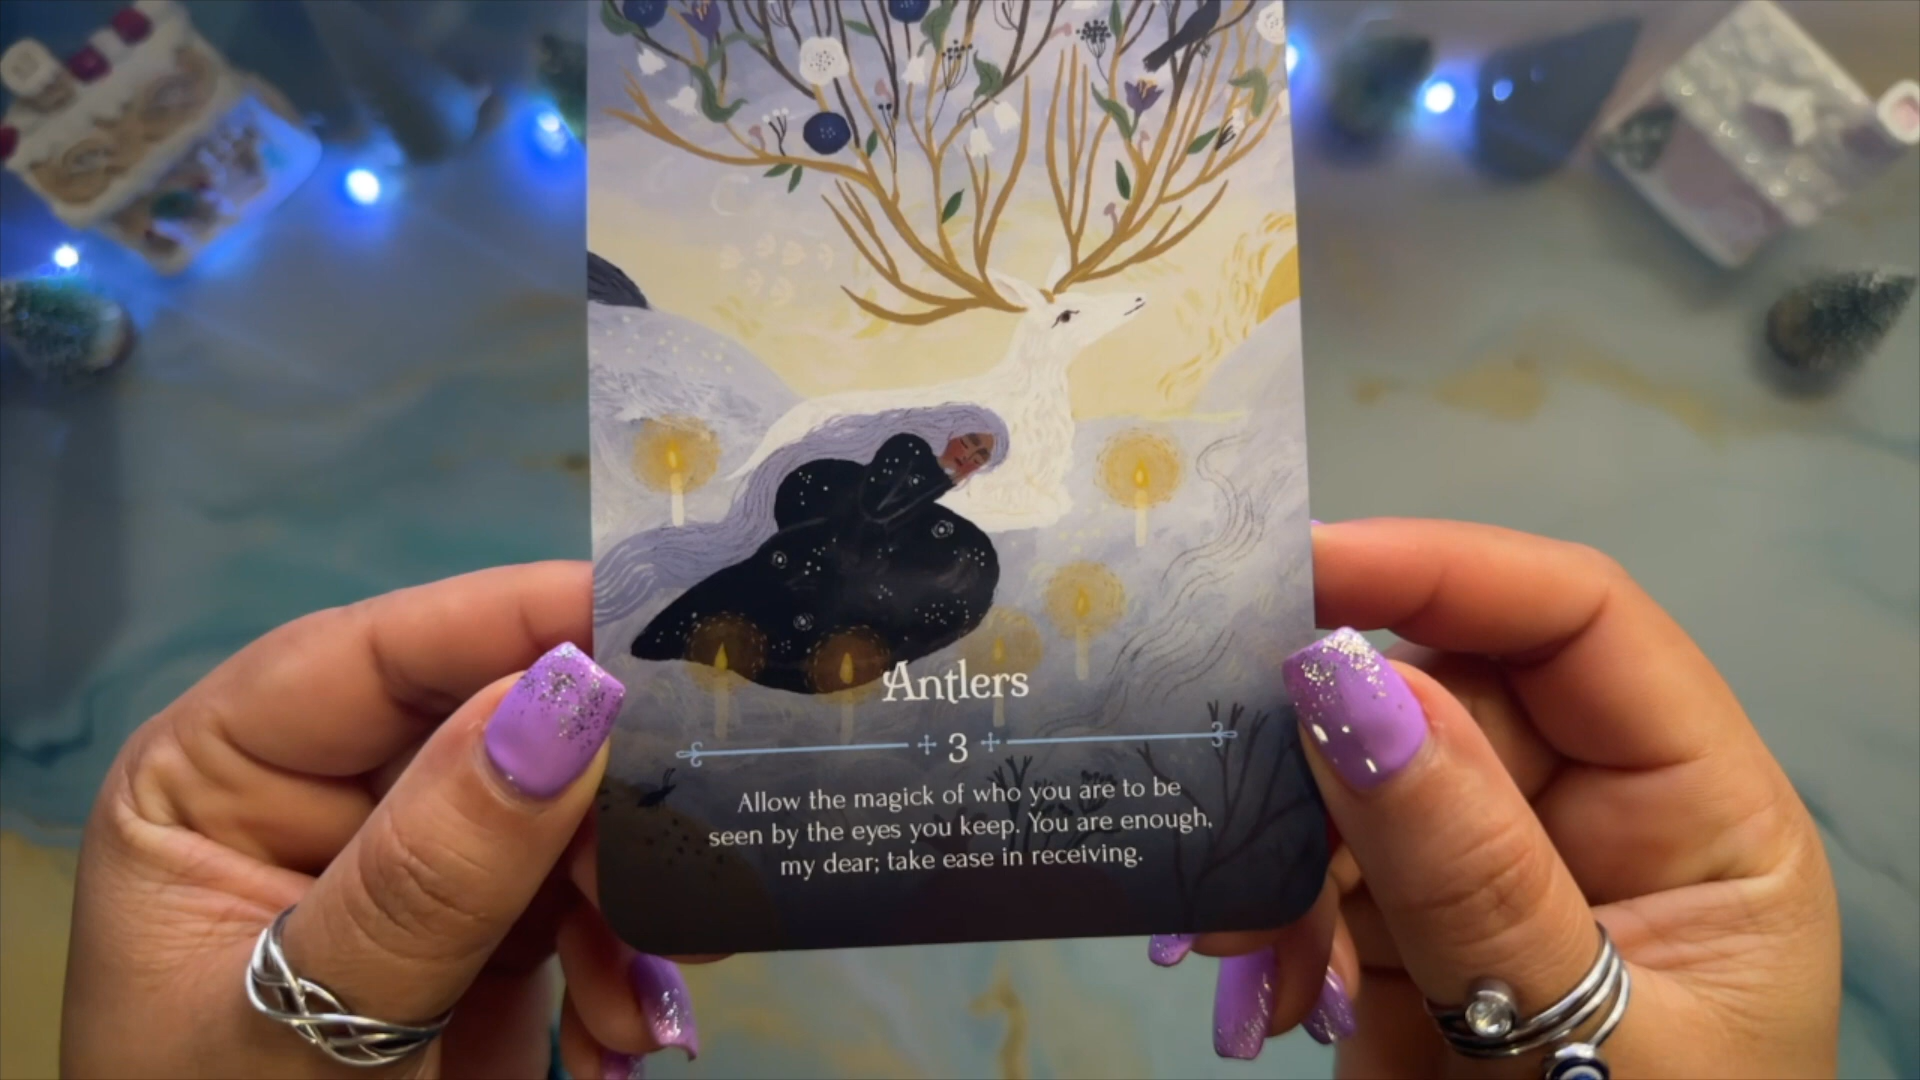 Antlers
3
Allow the magick of who you are to be
seen by the eyes you keep. You are enough,
my dear; take ease in receiving.